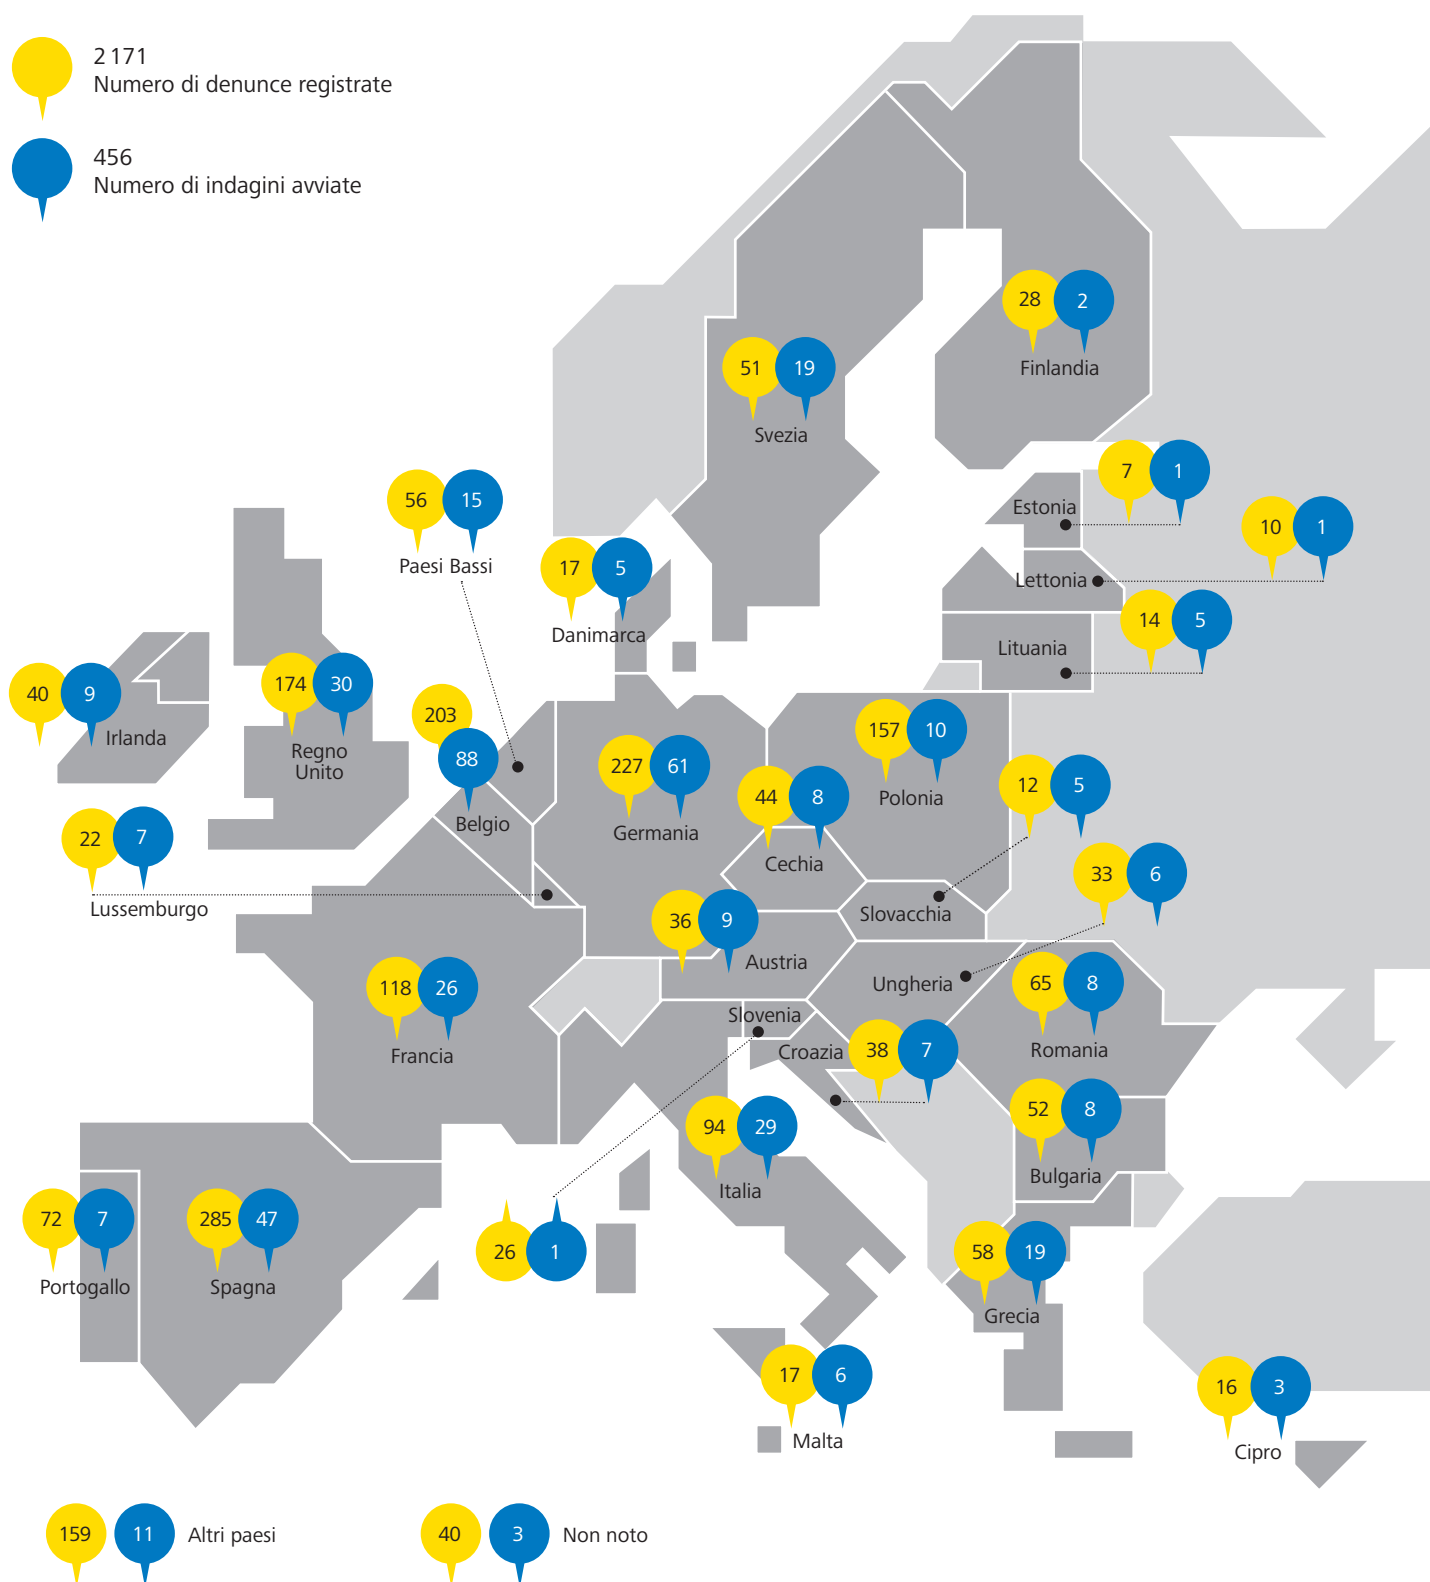 2 171
Numero di denunce registrate
456
Numero di indagini avviate
28 2
Finlandia
51 19
Svezia
7 1
Estonia
56 15
Paesi Bassi
10 1
Lettonia
17 5
Danimarca
14 5
Lituania
40 9
Irlanda
174 30
Regno
Unito
203
88
Belgio
227 61
Germania
157 10
Polonia
44 8
Cechia
12 5
Slovacchia
22 7
Lussemburgo
33 6
Ungheria
36 9
Austria
118 26
Francia
65 8
Romania
Slovenia
Croazia
38 7
52 8
Bulgaria
94 29
Italia
72 7
Portogallo
285 47
Spagna
26 1
58 19
Grecia
17 6
Malta
16 3
Cipro
159 11 Altri paesi
40 3 Non noto